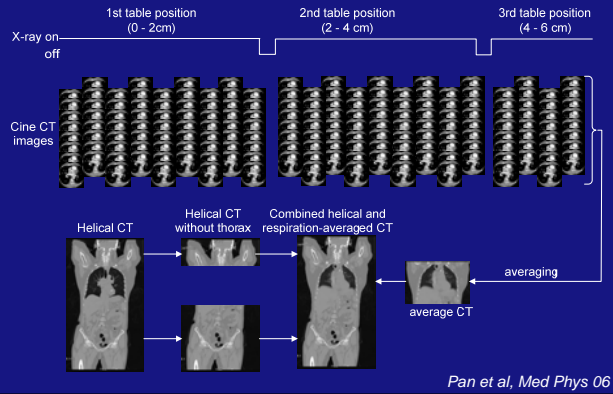 1st table position
(0 - 2cm)
2nd table position
(2 - 4 cm)
3rd table position
(4 - 6 cm)
X-ray on
off
Cine CT
images
Helical CT
Helical CT
without thorax
Combined helical and
respiration-averaged CT
averaging
average CT
Pan et al, Med Phys 06